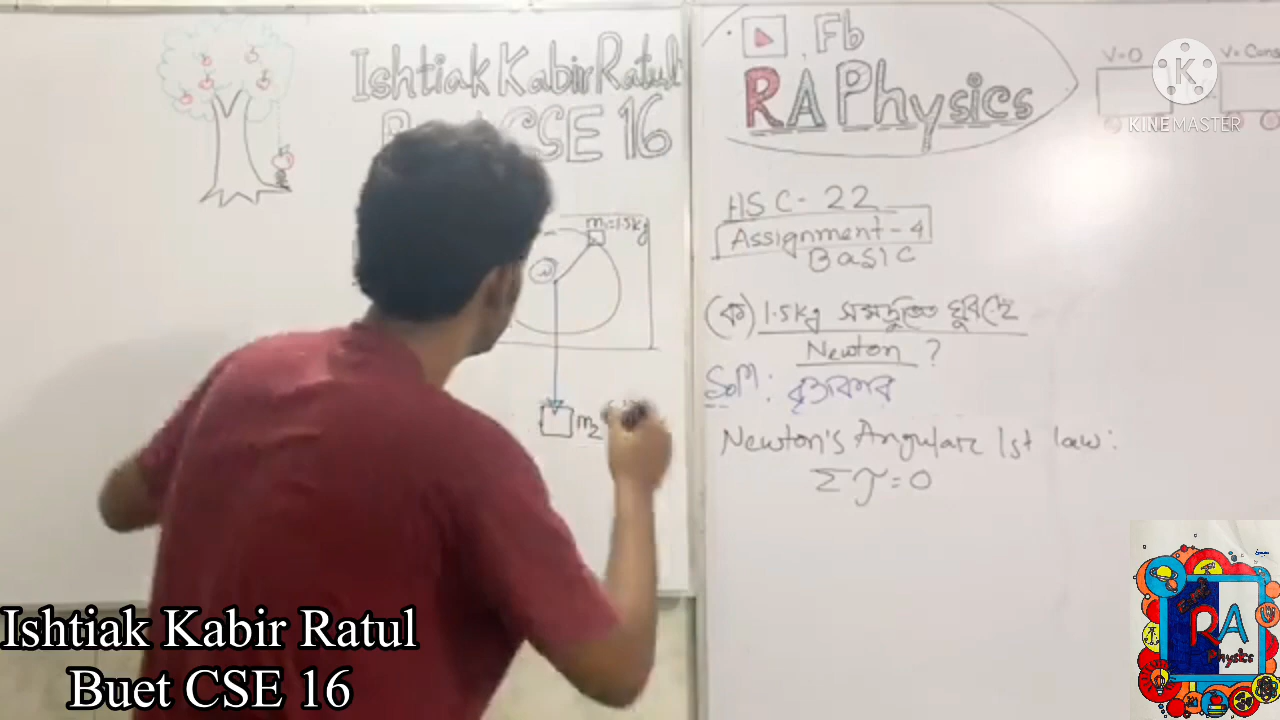 Ishtiak Kabir Ratul
CSE 16
m₁=1.5kg
m₂
Fb
RA Physics
V=0
V= Cons
K
KINEMASTER
HSC-22
Assignment-4
Basic
(ক) 1.5kg সমদ্রুতিতে ঘুরছে
Newton ?
Solⁿ: বৃত্তাকার
Newton's Angular 1st law:
Στ=0
Ishtiak Kabir Ratul
Buet CSE 16
RA
Physics